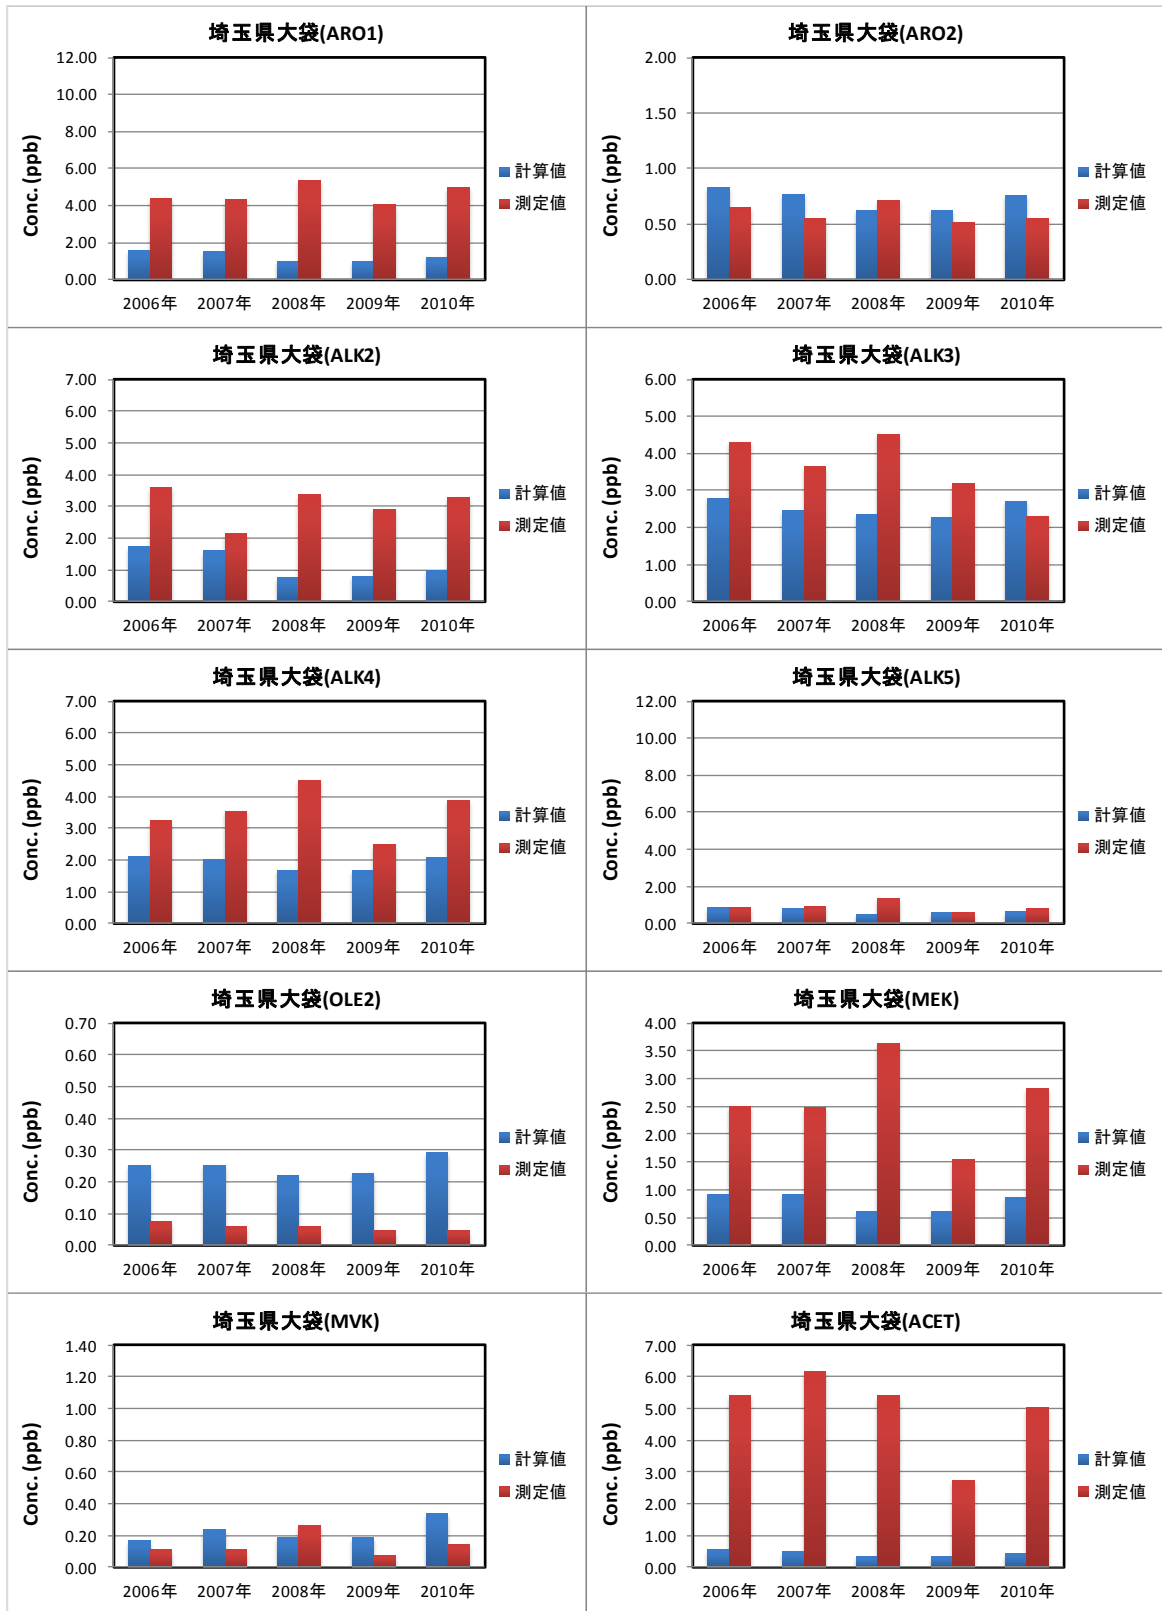 埼玉県大袋(ARO1)
Conc. (ppb)
12.00
10.00
8.00
6.00
4.00
2.00
0.00
2006年 2007年 2008年 2009年 2010年
計算値
測定値
埼玉県大袋(ARO2)
Conc. (ppb)
2.00
1.50
1.00
0.50
0.00
2006年 2007年 2008年 2009年 2010年
計算値
測定値
埼玉県大袋(ALK2)
Conc. (ppb)
7.00
6.00
5.00
4.00
3.00
2.00
1.00
0.00
2006年 2007年 2008年 2009年 2010年
計算値
測定値
埼玉県大袋(ALK3)
Conc. (ppb)
6.00
5.00
4.00
3.00
2.00
1.00
0.00
2006年 2007年 2008年 2009年 2010年
計算値
測定値
埼玉県大袋(ALK4)
Conc. (ppb)
7.00
6.00
5.00
4.00
3.00
2.00
1.00
0.00
2006年 2007年 2008年 2009年 2010年
計算値
測定値
埼玉県大袋(ALK5)
Conc. (ppb)
12.00
10.00
8.00
6.00
4.00
2.00
0.00
2006年 2007年 2008年 2009年 2010年
計算値
測定値
埼玉県大袋(OLE2)
Conc. (ppb)
0.70
0.60
0.50
0.40
0.30
0.20
0.10
0.00
2006年 2007年 2008年 2009年 2010年
計算値
測定値
埼玉県大袋(MEK)
Conc. (ppb)
4.00
3.50
3.00
2.50
2.00
1.50
1.00
0.50
0.00
2006年 2007年 2008年 2009年 2010年
計算値
測定値
埼玉県大袋(MVK)
Conc. (ppb)
1.40
1.20
1.00
0.80
0.60
0.40
0.20
0.00
2006年 2007年 2008年 2009年 2010年
計算値
測定値
埼玉県大袋(ACET)
Conc. (ppb)
7.00
6.00
5.00
4.00
3.00
2.00
1.00
0.00
2006年 2007年 2008年 2009年 2010年
計算値
測定値